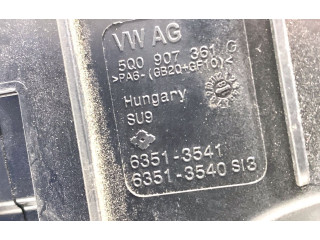 VW AG
5Q0 907 361 G
>PA6-(GB20+GF10)<
Hungary
SU9
6351-3541
6351-3540 SI3